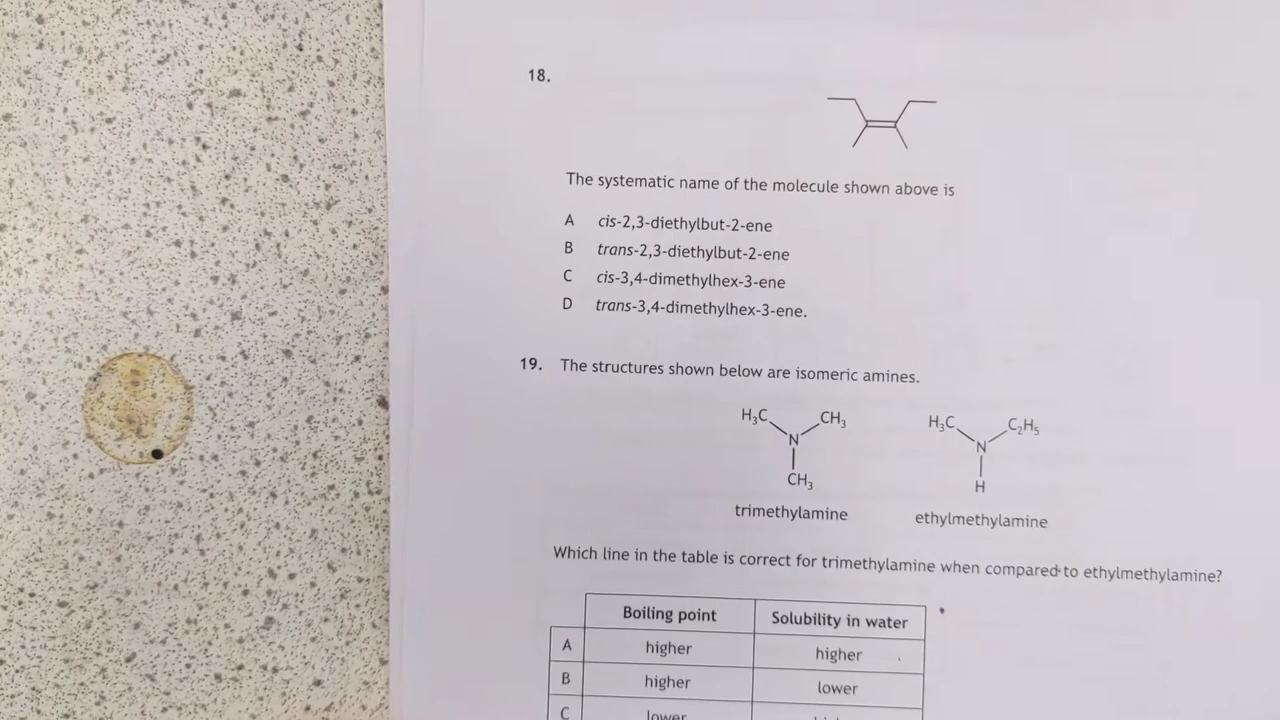 18.
The systematic name of the molecule shown above is
A cis-2,3-diethylbut-2-ene
B trans-2,3-diethylbut-2-ene
C cis-3,4-dimethylhex-3-ene
D trans-3,4-dimethylhex-3-ene.
19. The structures shown below are isomeric amines.
H₃C CH₃ H₃C C₂H₅
N N
CH₃ H
trimethylamine ethylmethylamine
Which line in the table is correct for trimethylamine when compared to ethylmethylamine?
Boiling point Solubility in water
A higher higher
B higher lower
C lower